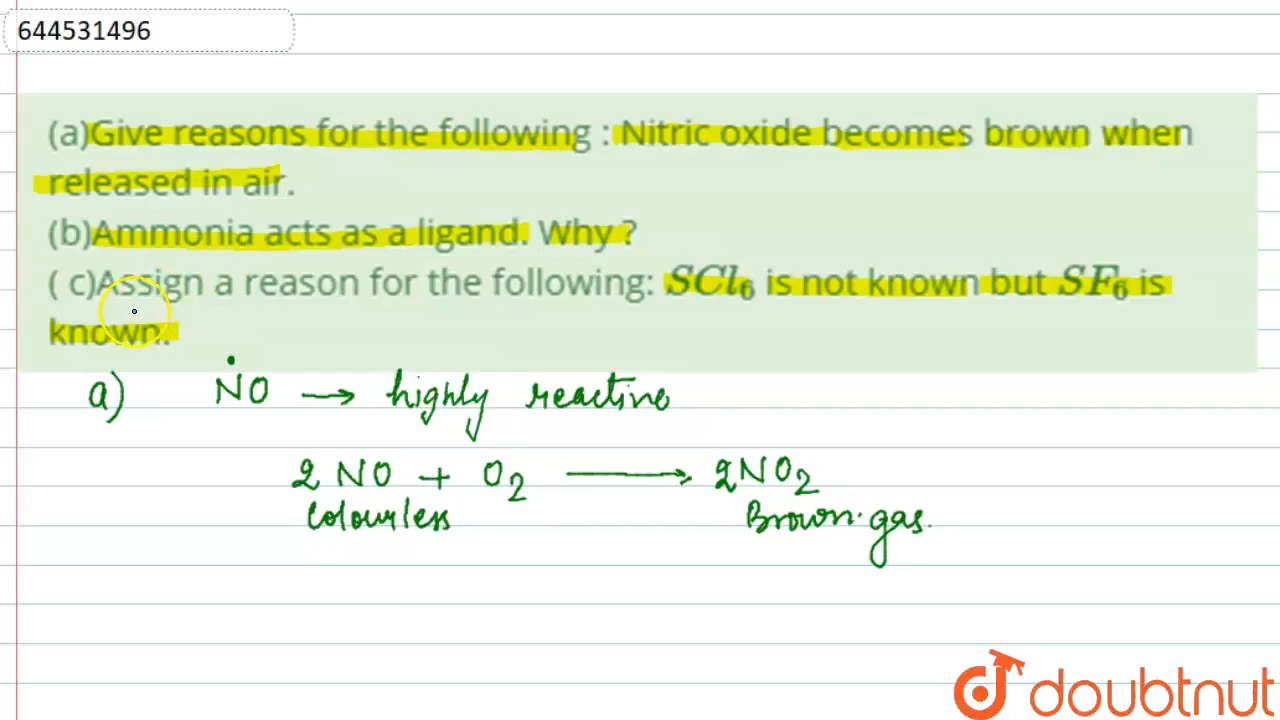 644531496
(a)Give reasons for the following : Nitric oxide becomes brown when
released in air.
(b)Ammonia acts as a ligand. Why ?
( c)Assign a reason for the following: SCl₆ is not known but SF₆ is
known.
a) ṄO → highly reactive
2 NO + O₂ → 2NO₂
Colourless Brown gas.
doubtnut